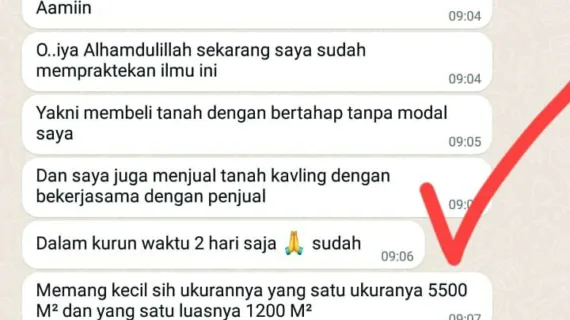 Aamiin
09:04
O..iya Alhamdulillah sekarang saya sudah
mempraktekan ilmu ini
09:04
Yakni membeli tanah dengan bertahap tanpa modal
saya
09:05
Dan saya juga menjual tanah kavling dengan
bekerjasama dengan penjual
Dalam kurun waktu 2 hari saja 🙏 sudah
09:06
Memang kecil sih ukurannya yang satu ukuranya 5500
M² dan yang satu luasnya 1200 M²
09:07